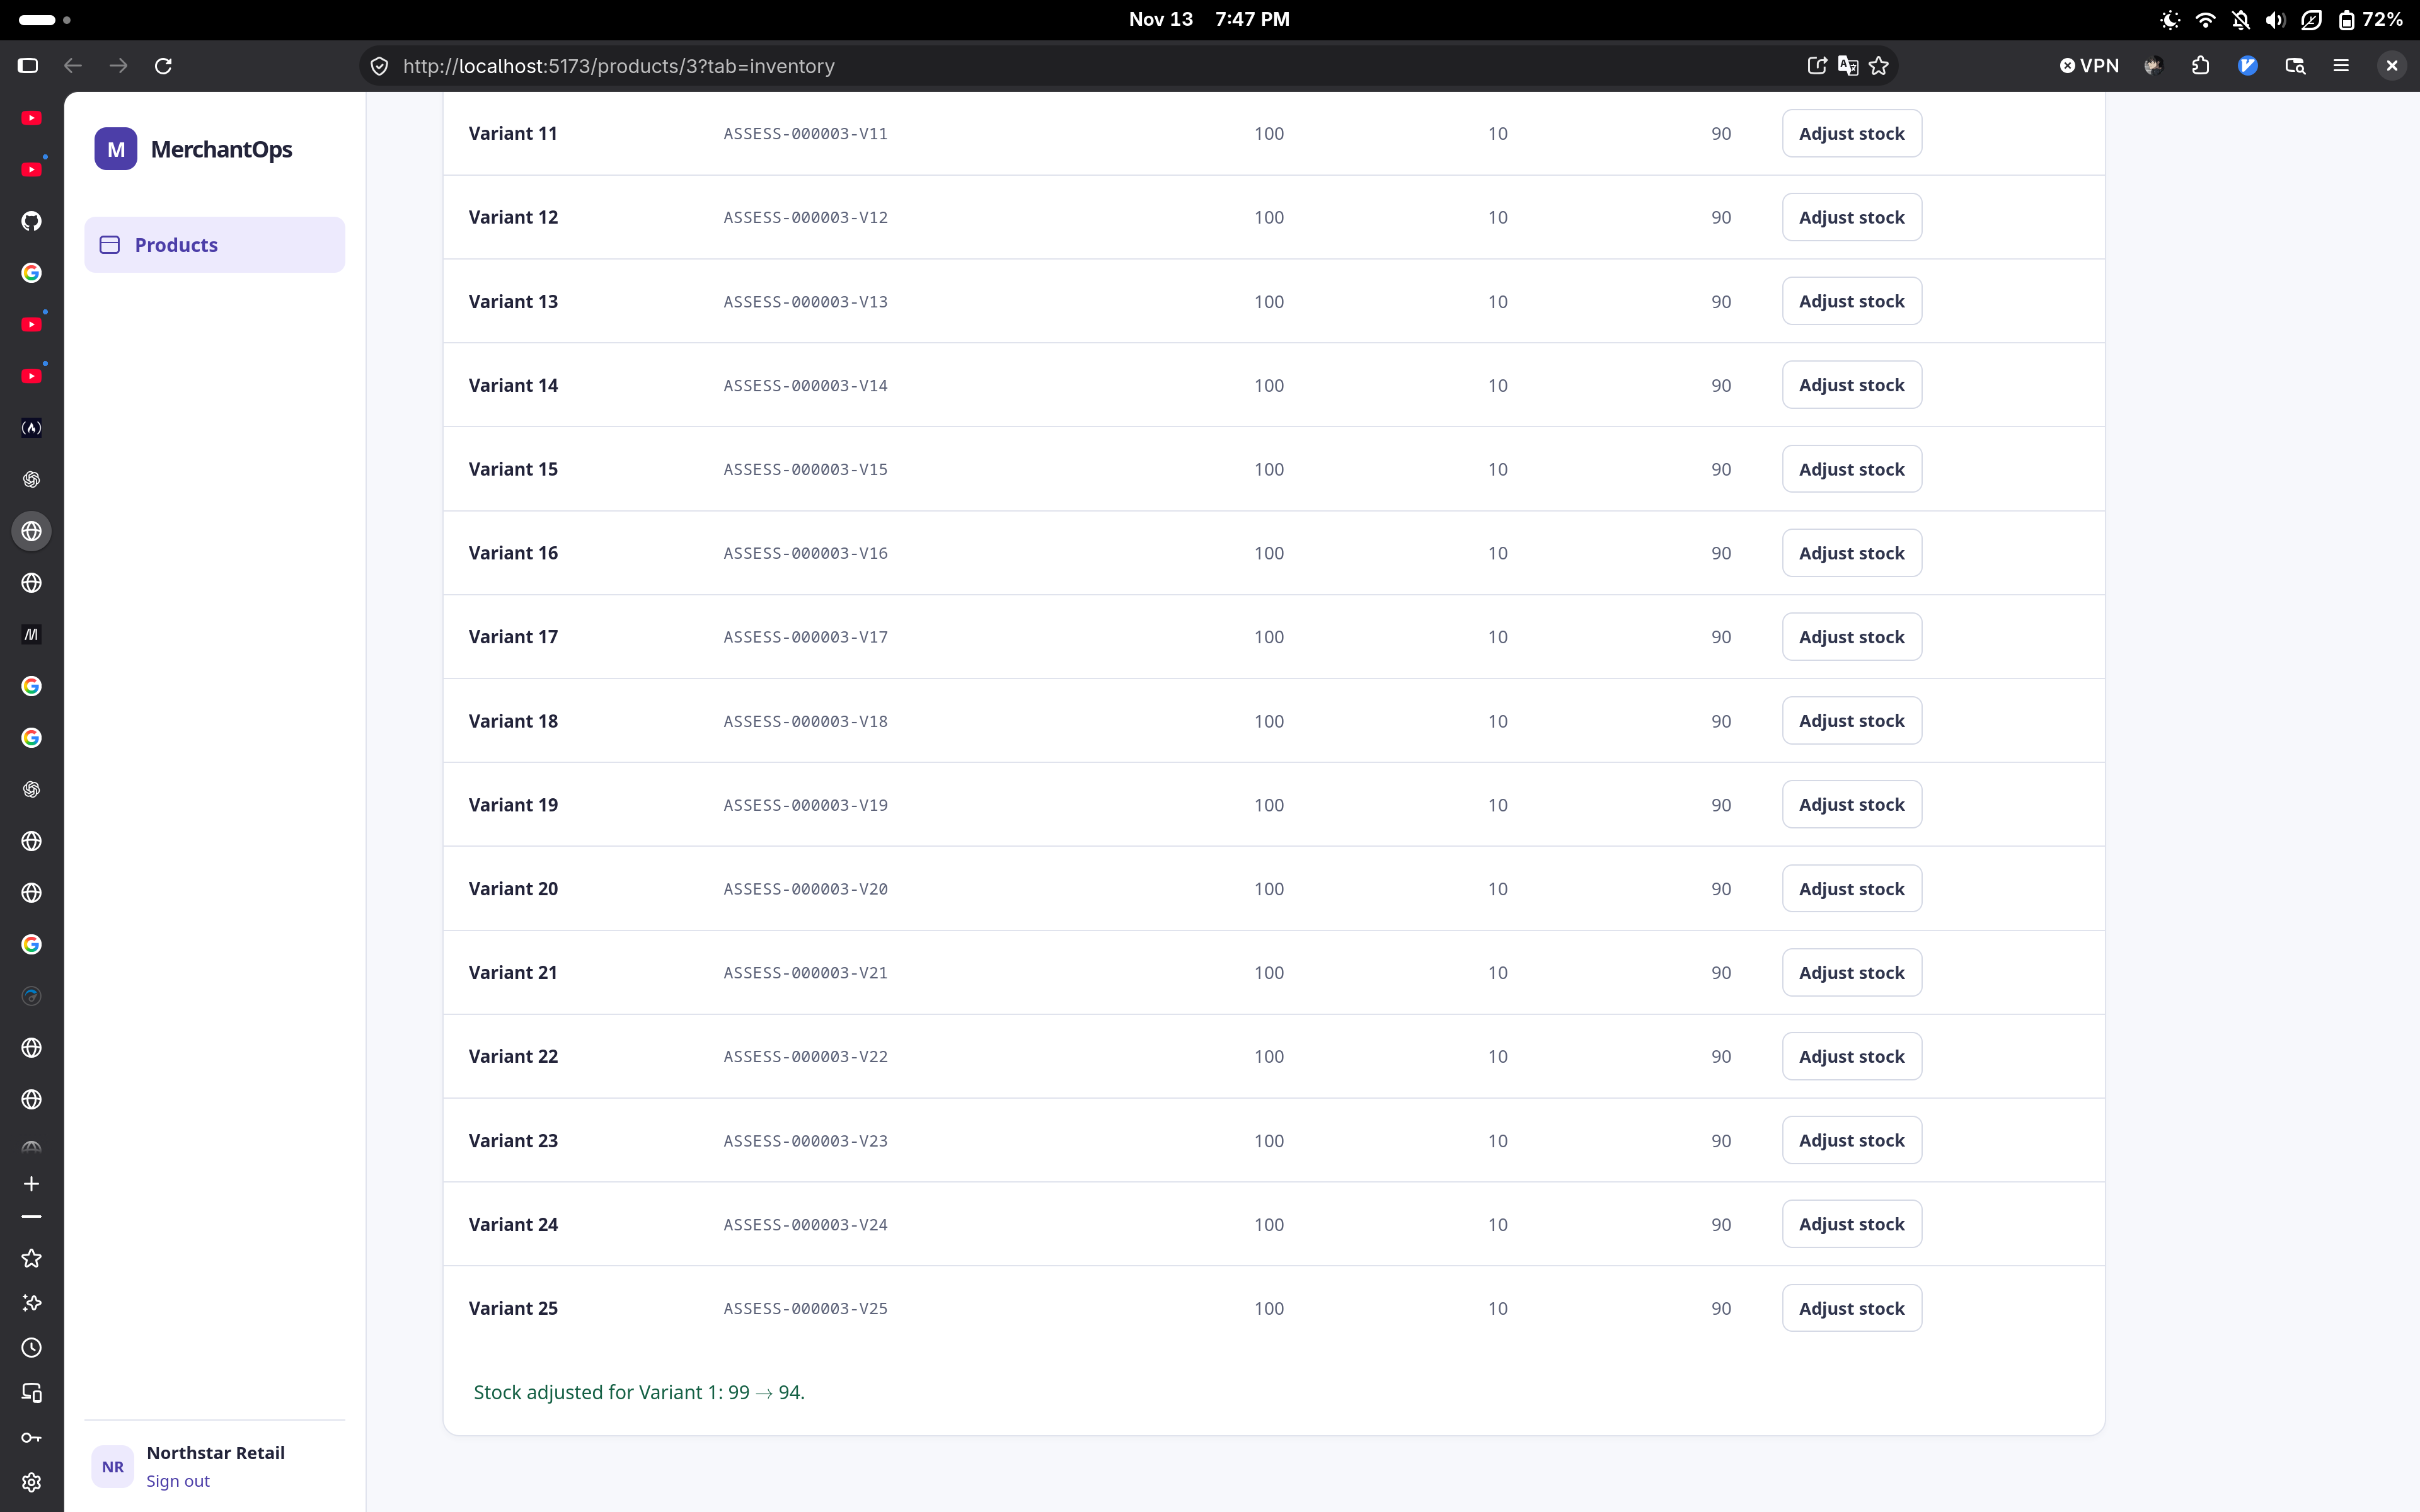 Nov 13 7:47 PM
72%
http://localhost:5173/products/3?tab=inventory
VPN
M MerchantOps
Products
Variant 11 ASSESS-000003-V11 100 10 90 Adjust stock
Variant 12 ASSESS-000003-V12 100 10 90 Adjust stock
Variant 13 ASSESS-000003-V13 100 10 90 Adjust stock
Variant 14 ASSESS-000003-V14 100 10 90 Adjust stock
Variant 15 ASSESS-000003-V15 100 10 90 Adjust stock
Variant 16 ASSESS-000003-V16 100 10 90 Adjust stock
Variant 17 ASSESS-000003-V17 100 10 90 Adjust stock
Variant 18 ASSESS-000003-V18 100 10 90 Adjust stock
Variant 19 ASSESS-000003-V19 100 10 90 Adjust stock
Variant 20 ASSESS-000003-V20 100 10 90 Adjust stock
Variant 21 ASSESS-000003-V21 100 10 90 Adjust stock
Variant 22 ASSESS-000003-V22 100 10 90 Adjust stock
Variant 23 ASSESS-000003-V23 100 10 90 Adjust stock
Variant 24 ASSESS-000003-V24 100 10 90 Adjust stock
Variant 25 ASSESS-000003-V25 100 10 90 Adjust stock
Stock adjusted for Variant 1: 99 → 94.
NR Northstar Retail
Sign out